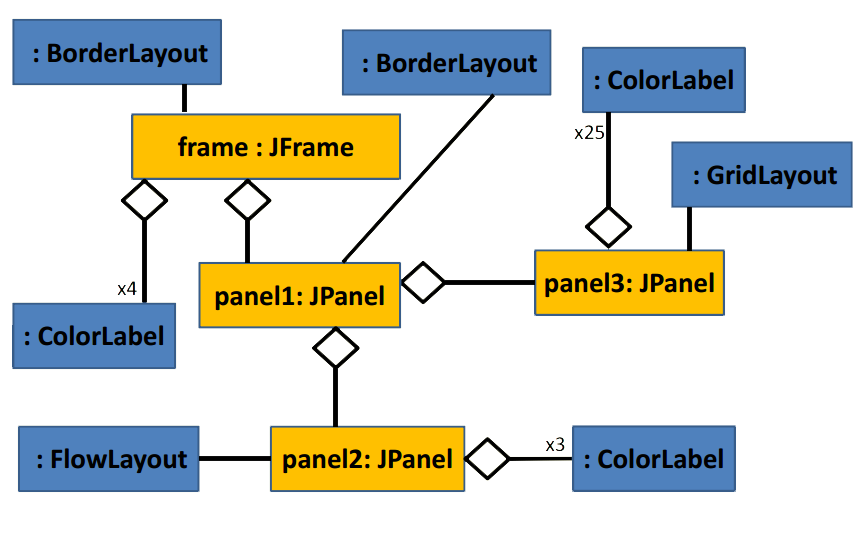 : BorderLayout
: BorderLayout
: ColorLabel
x25
frame : JFrame
: GridLayout
x4
panel1: JPanel
panel3: JPanel
: ColorLabel
: FlowLayout
panel2: JPanel
x3
: ColorLabel